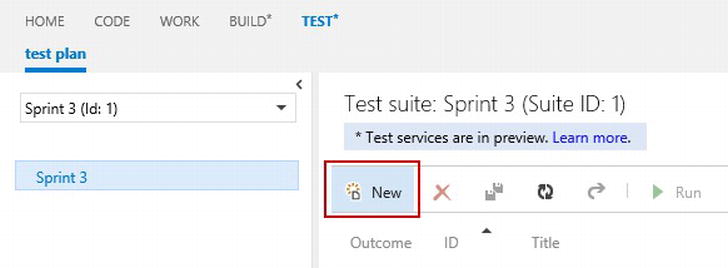 HOME CODE WORK BUILD* TEST*
test plan
Sprint 3 (Id: 1)
Test suite: Sprint 3 (Suite ID: 1)
* Test services are in preview. Learn more.
Sprint 3
New Run
Outcome ID Title